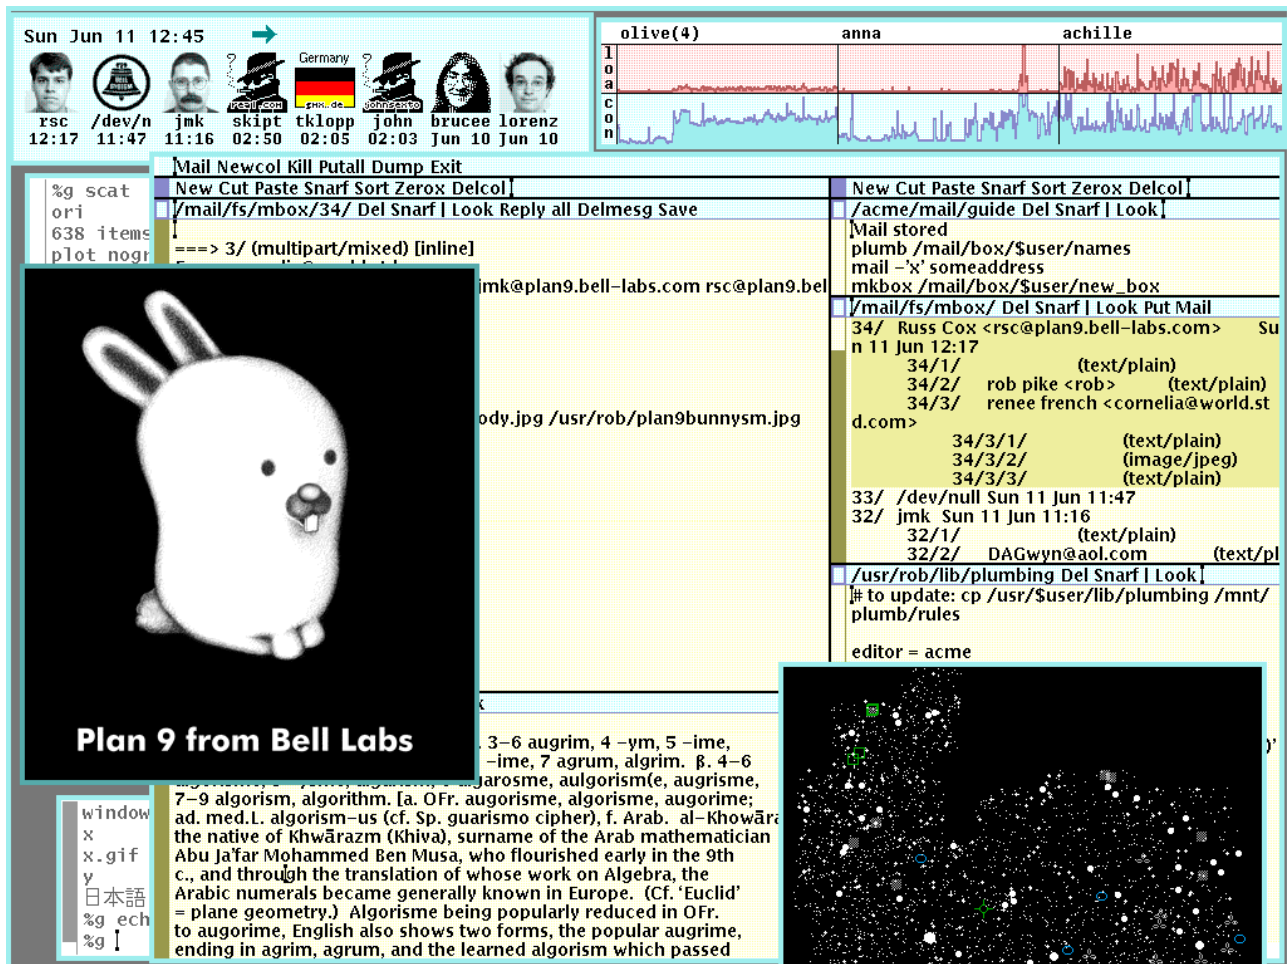 Sun Jun 11 12:45
Germany
BELL SYSTEM
real.com
gmx.de
johnsexto
rsc /dev/n jmk skipt tklopp john brucee lorenz
12:17 11:47 11:16 02:50 02:05 02:03 Jun 10 Jun 10
olive(4) anna achille
loa
con
%g scat
ori
638 items
plot nogr
Mail Newcol Kill Putall Dump Exit
New Cut Paste Snarf Sort Zerox Delcol
/mail/fs/mbox/34/ Del Snarf | Look Reply all Delmesg Save
===> 3/ (multipart/mixed) [inline]
jmk@plan9.bell-labs.com rsc@plan9.bel
ody.jpg /usr/rob/plan9bunnysm.jpg
Plan 9 from Bell Labs
. 3-6 augrim, 4 -ym, 5 -ime,
-ime, 7 agrum, algrim. β. 4-6
garosme, aulgorism(e, augrisme,
7-9 algorism, algorithm. [a. OFr. augorisme, algorisme, augorime;
ad. med.L. algorism-us (cf. Sp. guarismo cipher), f. Arab. al-Khowāra
the native of Khwārazm (Khiva), surname of the Arab mathematician
Abu Ja'far Mohammed Ben Musa, who flourished early in the 9th
c., and through the translation of whose work on Algebra, the
Arabic numerals became generally known in Europe. (Cf. 'Euclid'
= plane geometry.) Algorisme being popularly reduced in OFr.
to augorime, English also shows two forms, the popular augrime,
ending in agrim, agrum, and the learned algorism which passed
window
x
x.gif
y
日本語
%g ech
%g
New Cut Paste Snarf Sort Zerox Delcol
/acme/mail/guide Del Snarf | Look
Mail stored
plumb /mail/box/$user/names
mail -'x' someaddress
mkbox /mail/box/$user/new_box
/mail/fs/mbox/ Del Snarf | Look Put Mail
34/ Russ Cox <rsc@plan9.bell-labs.com> Su
n 11 Jun 12:17
34/1/ (text/plain)
34/2/ rob pike <rob> (text/plain)
34/3/ renee french <cornelia@world.st
d.com>
34/3/1/ (text/plain)
34/3/2/ (image/jpeg)
34/3/3/ (text/plain)
33/ /dev/null Sun 11 Jun 11:47
32/ jmk Sun 11 Jun 11:16
32/1/ (text/plain)
32/2/ DAGwyn@aol.com (text/pl
/usr/rob/lib/plumbing Del Snarf | Look
# to update: cp /usr/$user/lib/plumbing /mnt/
plumb/rules
editor = acme